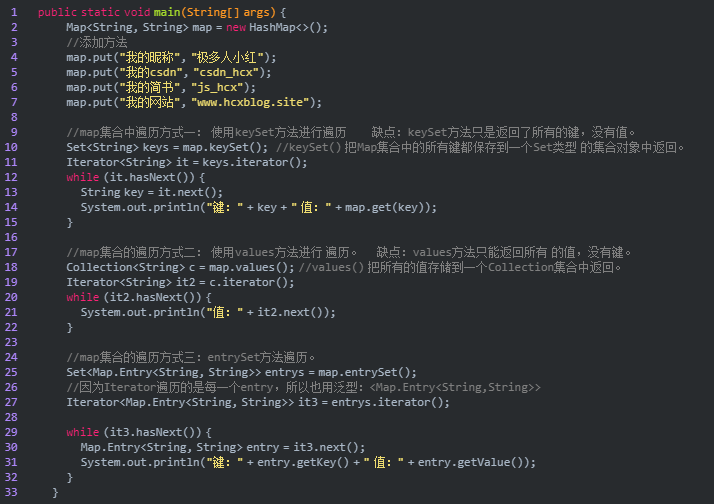 1 public static void main(String[] args) {
2 Map<String, String> map = new HashMap<>();
3 //添加方法
4 map.put("我的昵称", "极多人小红");
5 map.put("我的csdn", "csdn_hcx");
6 map.put("我的简书", "js_hcx");
7 map.put("我的网站", "www.hcxblog.site");
8
9 //map集合中遍历方式一: 使用keySet方法进行遍历 缺点: keySet方法只是返回了所有的键，没有值。
10 Set<String> keys = map.keySet(); //keySet() 把Map集合中的所有键都保存到一个Set类型 的集合对象中返回。
11 Iterator<String> it = keys.iterator();
12 while (it.hasNext()) {
13 String key = it.next();
14 System.out.println("键: " + key + " 值: " + map.get(key));
15 }
16
17 //map集合的遍历方式二: 使用values方法进行 遍历。 缺点: values方法只能返回所有 的值，没有键。
18 Collection<String> c = map.values(); //values() 把所有的值存储到一个Collection集合中返回。
19 Iterator<String> it2 = c.iterator();
20 while (it2.hasNext()) {
21 System.out.println("值: " + it2.next());
22 }
23
24 //map集合的遍历方式三: entrySet方法遍历。
25 Set<Map.Entry<String, String>> entrys = map.entrySet();
26 //因为Iterator遍历的是每一个entry，所以也用泛型: <Map.Entry<String,String>>
27 Iterator<Map.Entry<String, String>> it3 = entrys.iterator();
28
29 while (it3.hasNext()) {
30 Map.Entry<String, String> entry = it3.next();
31 System.out.println("键: " + entry.getKey() + " 值: " + entry.getValue());
32 }
33 }